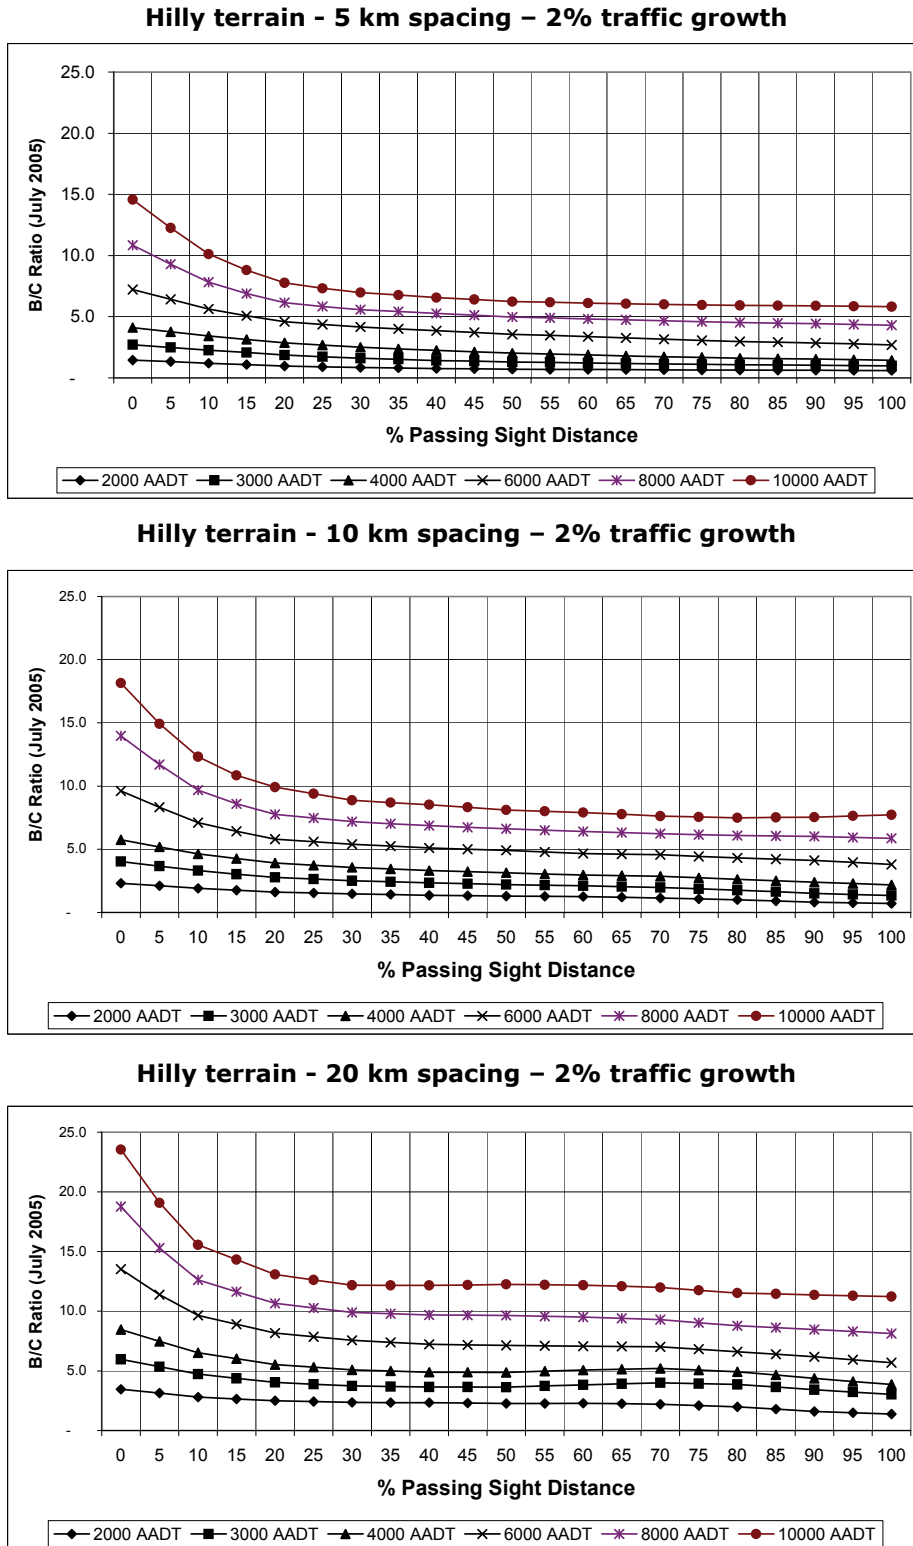 Hilly terrain - 5 km spacing – 2% traffic growth
25.0
20.0
15.0
10.0
5.0
-
B/C Ratio (July 2005)
0 5 10 15 20 25 30 35 40 45 50 55 60 65 70 75 80 85 90 95 100
% Passing Sight Distance
2000 AADT 3000 AADT 4000 AADT 6000 AADT 8000 AADT 10000 AADT
Hilly terrain - 10 km spacing – 2% traffic growth
25.0
20.0
15.0
10.0
5.0
-
B/C Ratio (July 2005)
0 5 10 15 20 25 30 35 40 45 50 55 60 65 70 75 80 85 90 95 100
% Passing Sight Distance
2000 AADT 3000 AADT 4000 AADT 6000 AADT 8000 AADT 10000 AADT
Hilly terrain - 20 km spacing – 2% traffic growth
25.0
20.0
15.0
10.0
5.0
-
B/C Ratio (July 2005)
0 5 10 15 20 25 30 35 40 45 50 55 60 65 70 75 80 85 90 95 100
% Passing Sight Distance
2000 AADT 3000 AADT 4000 AADT 6000 AADT 8000 AADT 10000 AADT